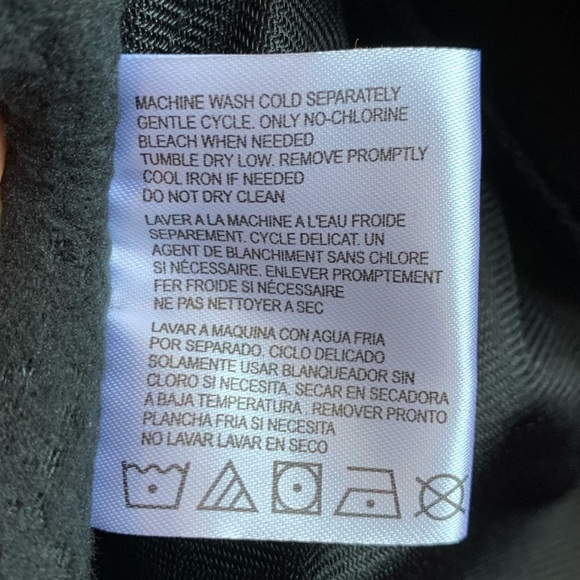 MACHINE WASH COLD SEPARATELY
GENTLE CYCLE. ONLY NO-CHLORINE
BLEACH WHEN NEEDED
TUMBLE DRY LOW. REMOVE PROMPTLY
COOL IRON IF NEEDED
DO NOT DRY CLEAN
LAVER A LA MACHINE A L'EAU FROIDE
SEPAREMENT. CYCLE DELICAT. UN
AGENT DE BLANCHIMENT SANS CHLORE
SI NÉCESSAIRE. ENLEVER PROMPTEMENT
FER FROIDE SI NÉCESSAIRE
NE PAS NETTOYER A SEC
LAVAR A MAQUINA CON AGUA FRIA
POR SEPARADO. CICLO DELICADO
SOLAMENTE USAR BLANQUEADOR SIN
CLORO SI NECESITA. SECAR EN SECADORA
A BAJA TEMPERATURA. REMOVER PRONTO
PLANCHA FRIA SI NECESITA
NO LAVAR LAVAR EN SECO